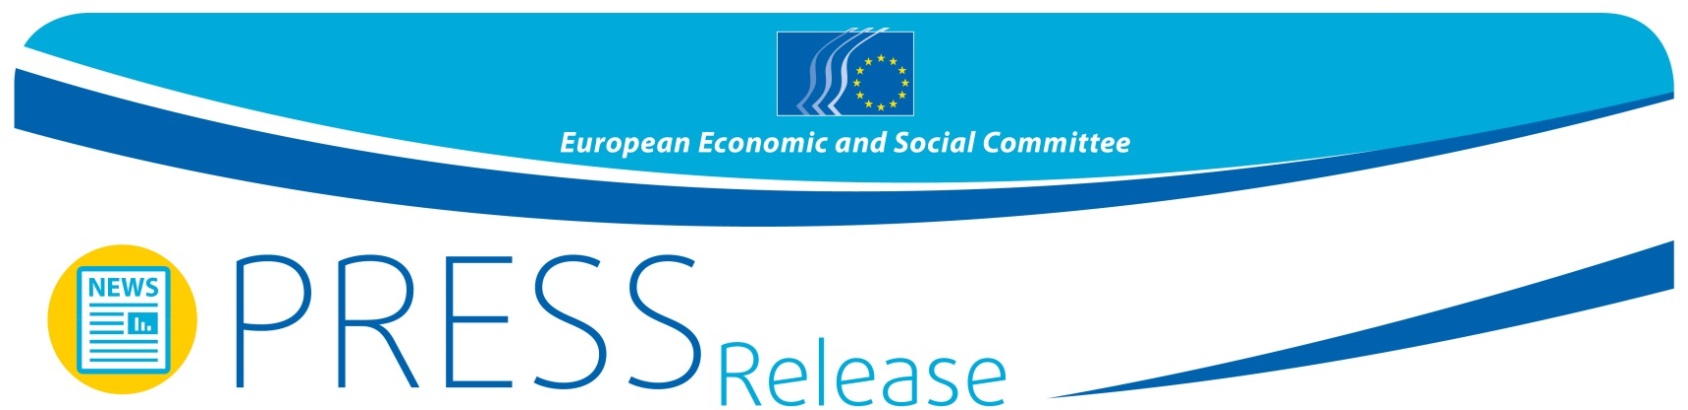 European Economic and Social Committee
NEWS
PRESS Release